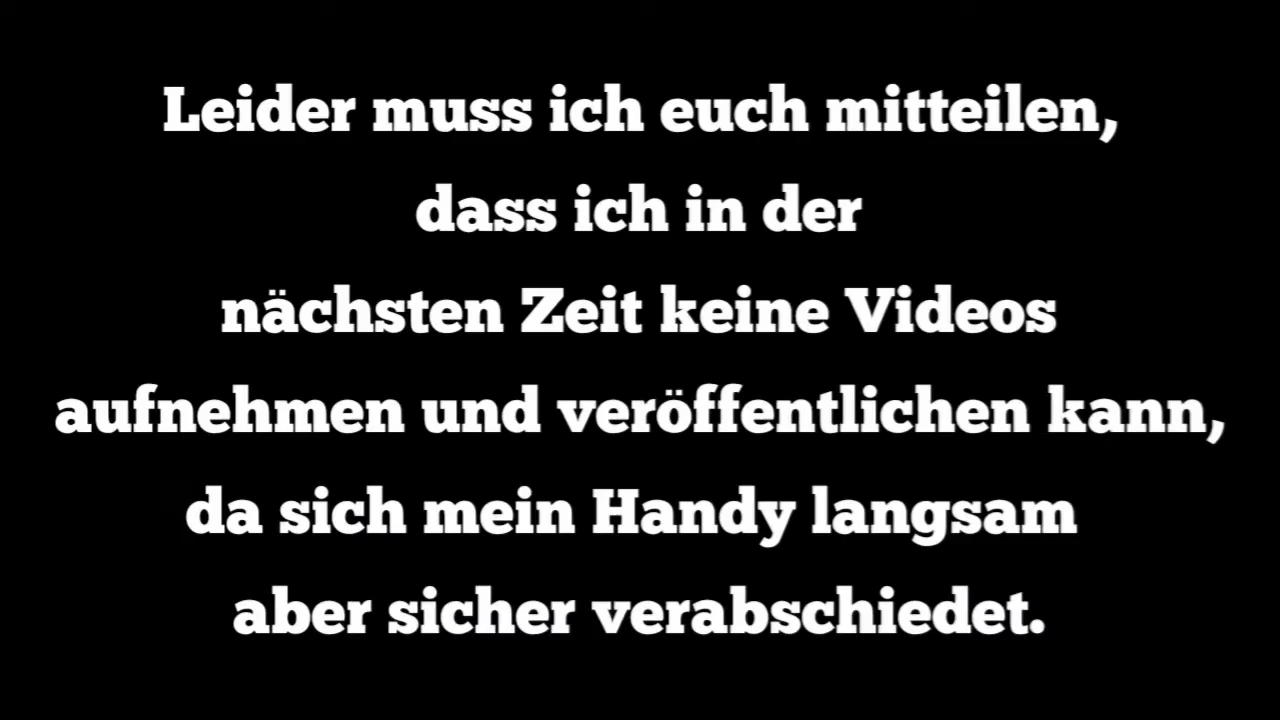 Leider muss ich euch mitteilen,
dass ich in der
nächsten Zeit keine Videos
aufnehmen und veröffentlichen kann,
da sich mein Handy langsam
aber sicher verabschiedet.